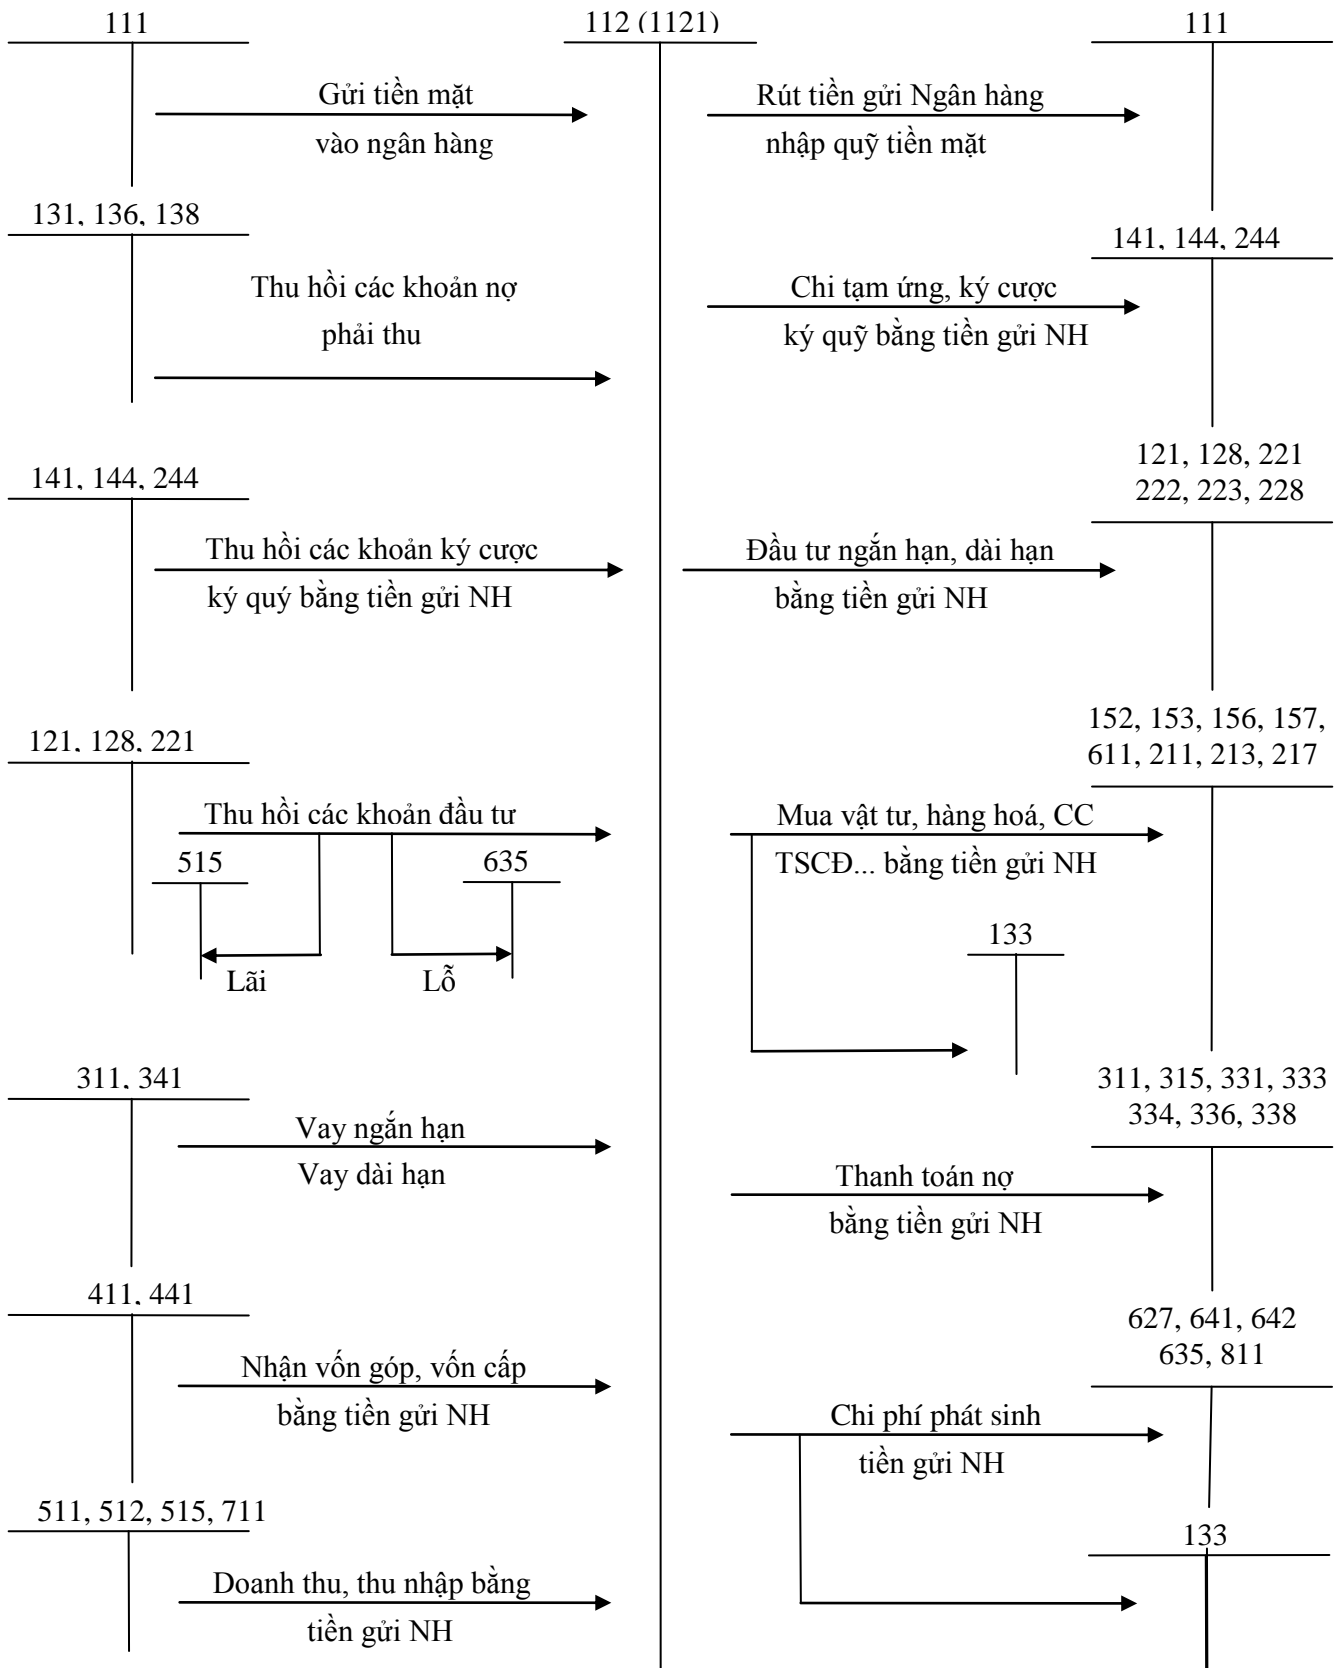 111
112 (1121)
111
Gửi tiền mặt
vào ngân hàng
Rút tiền gửi Ngân hàng
nhập quỹ tiền mặt
131, 136, 138
141, 144, 244
Thu hồi các khoản nợ
phải thu
Chi tạm ứng, ký cược
ký quỹ bằng tiền gửi NH
141, 144, 244
121, 128, 221
222, 223, 228
Thu hồi các khoản ký cược
ký quý bằng tiền gửi NH
Đầu tư ngắn hạn, dài hạn
bằng tiền gửi NH
121, 128, 221
152, 153, 156, 157,
611, 211, 213, 217
Thu hồi các khoản đầu tư
515
635
Lãi
Lỗ
Mua vật tư, hàng hoá, CC
TSCĐ... bằng tiền gửi NH
133
311, 341
311, 315, 331, 333
334, 336, 338
Vay ngắn hạn
Vay dài hạn
Thanh toán nợ
bằng tiền gửi NH
411, 441
627, 641, 642
635, 811
Nhận vốn góp, vốn cấp
bằng tiền gửi NH
Chi phí phát sinh
tiền gửi NH
511, 512, 515, 711
133
Doanh thu, thu nhập bằng
tiền gửi NH